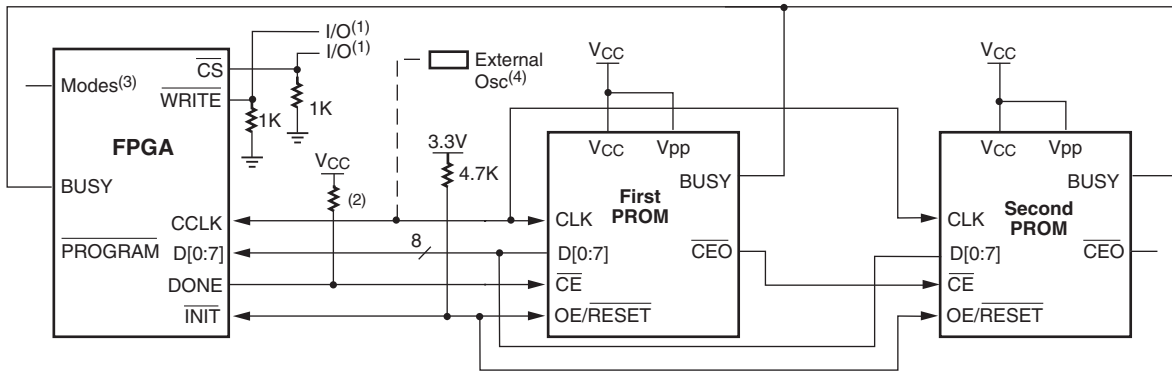 I/O(1)
I/O(1)
CS
Modes(3)
WRITE
1K
1K
FPGA
BUSY
CCLK
PROGRAM
D[0:7]
DONE
INIT
External
Osc(4)
VCC
(2)
3.3V
4.7K
8
VCC
VCC
Vpp
BUSY
First
PROM
CLK
D[0:7]
CEO
CE
OE/RESET
VCC
VCC
Vpp
BUSY
Second
PROM
CLK
D[0:7]
CEO
CE
OE/RESET